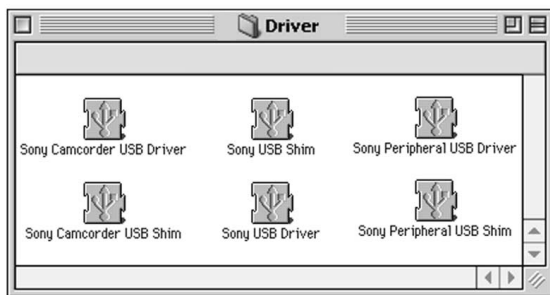 Driver
Sony Camcorder USB Driver
Sony USB Shim
Sony Peripheral USB Driver
Sony Camcorder USB Shim
Sony USB Driver
Sony Peripheral USB Shim